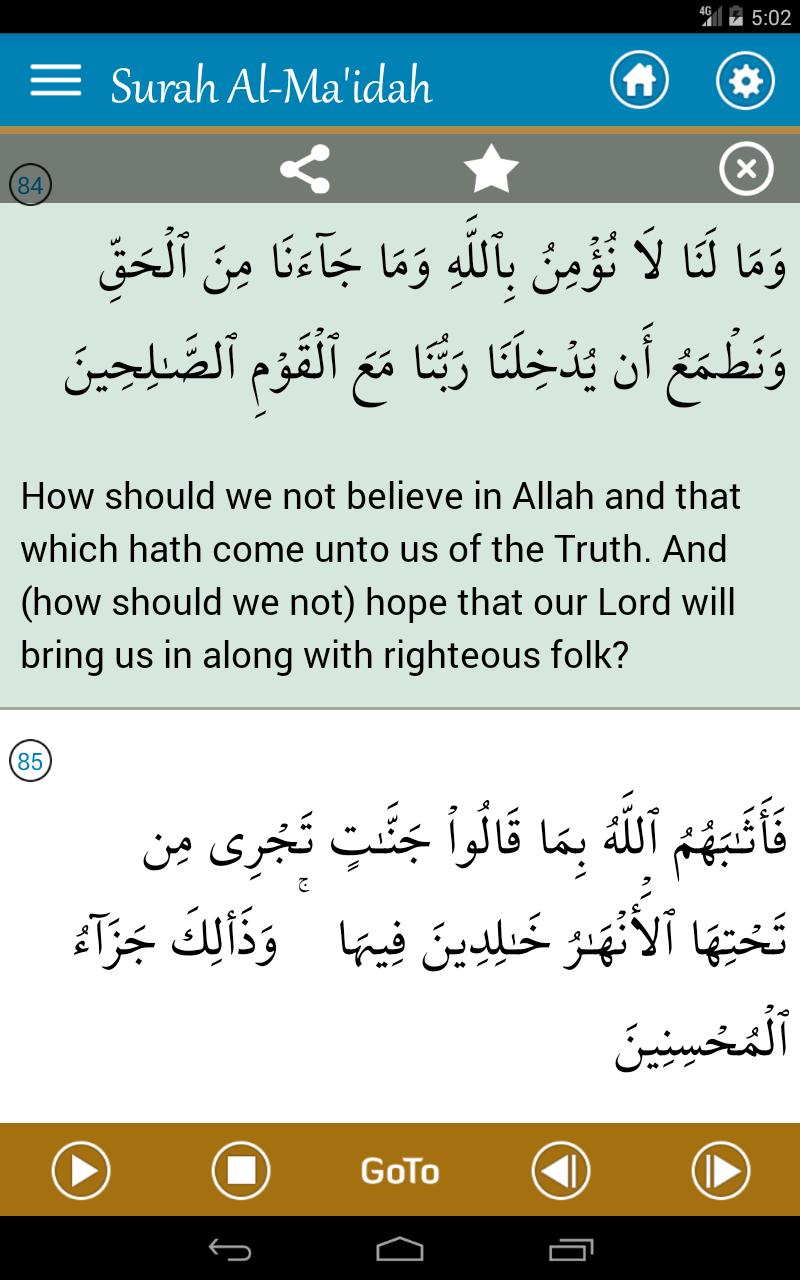 4G 5:02
Surah Al-Ma'idah
84
وَمَا لَنَا لَا نُؤْمِنُ بِٱللَّهِ وَمَا جَآءَنَا مِنَ ٱلْحَقِّ
وَنَطْمَعُ أَن يُدْخِلَنَا رَبُّنَا مَعَ ٱلْقَوْمِ ٱلصَّـٰلِحِينَ
How should we not believe in Allah and that
which hath come unto us of the Truth. And
(how should we not) hope that our Lord will
bring us in along with righteous folk?
85
فَأَثَـٰبَهُمُ ٱللَّهُ بِمَا قَالُوا۟ جَنَّـٰتٍ تَجْرِى مِن
تَحْتِهَا ٱلْأَنْهَـٰرُ خَـٰلِدِينَ فِيهَا ۚ وَذَٲلِكَ جَزَآءُ
ٱلْمُحْسِنِينَ
GoTo